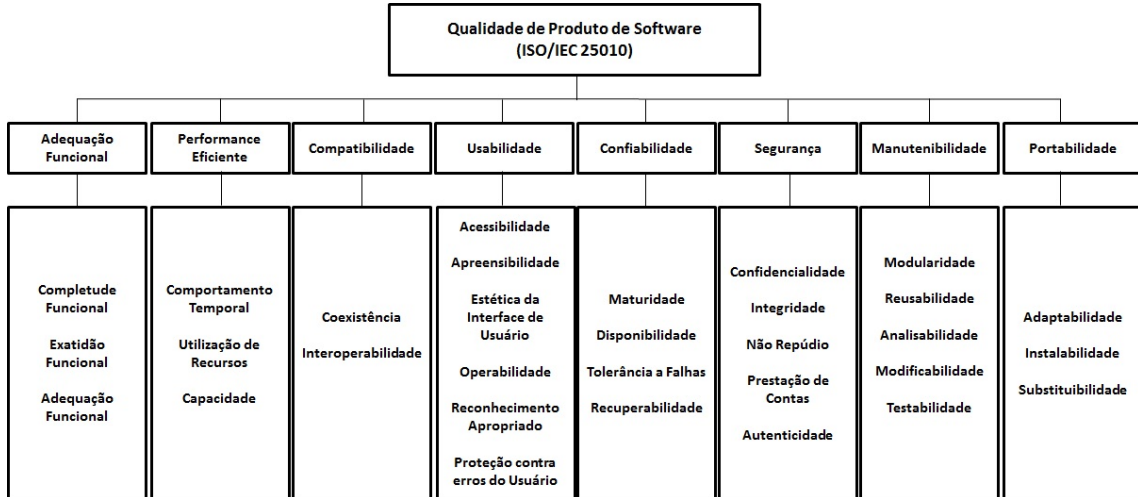 Qualidade de Produto de Software
(ISO/IEC 25010)
Adequação
Funcional
Performance
Eficiente
Compatibilidade
Usabilidade
Confiabilidade
Segurança
Manutenibilidade
Portabilidade
Completude
Funcional
Exatidão
Funcional
Adequação
Funcional
Comportamento
Temporal
Utilização de
Recursos
Capacidade
Coexistência
Interoperabilidade
Acessibilidade
Apreensibilidade
Estética da
Interface de
Usuário
Operabilidade
Reconhecimento
Apropriado
Proteção contra
erros do Usuário
Maturidade
Disponibilidade
Tolerância a Falhas
Recuperabilidade
Confidencialidade
Integridade
Não Repúdio
Prestação de
Contas
Autenticidade
Modularidade
Reusabilidade
Analisabilidade
Modificabilidade
Testabilidade
Adaptabilidade
Instalabilidade
Substituibilidade